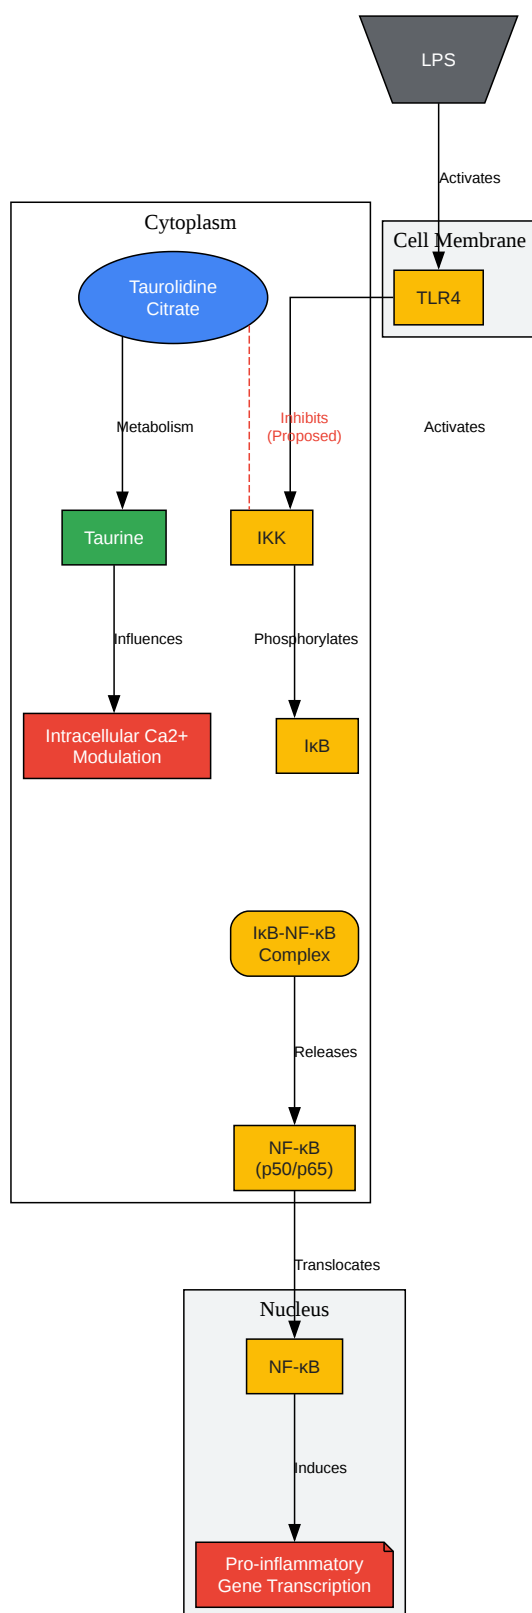 LPS
Activates
Cytoplasm
Cell Membrane
Taurolidine
Citrate
TLR4
Metabolism
Inhibits
(Proposed)
Activates
Taurine
IKK
Influences
Phosphorylates
Intracellular Ca2+
Modulation
IκB
IκB-NF-κB
Complex
Releases
NF-κB
(p50/p65)
Translocates
Nucleus
NF-κB
Induces
Pro-inflammatory
Gene Transcription